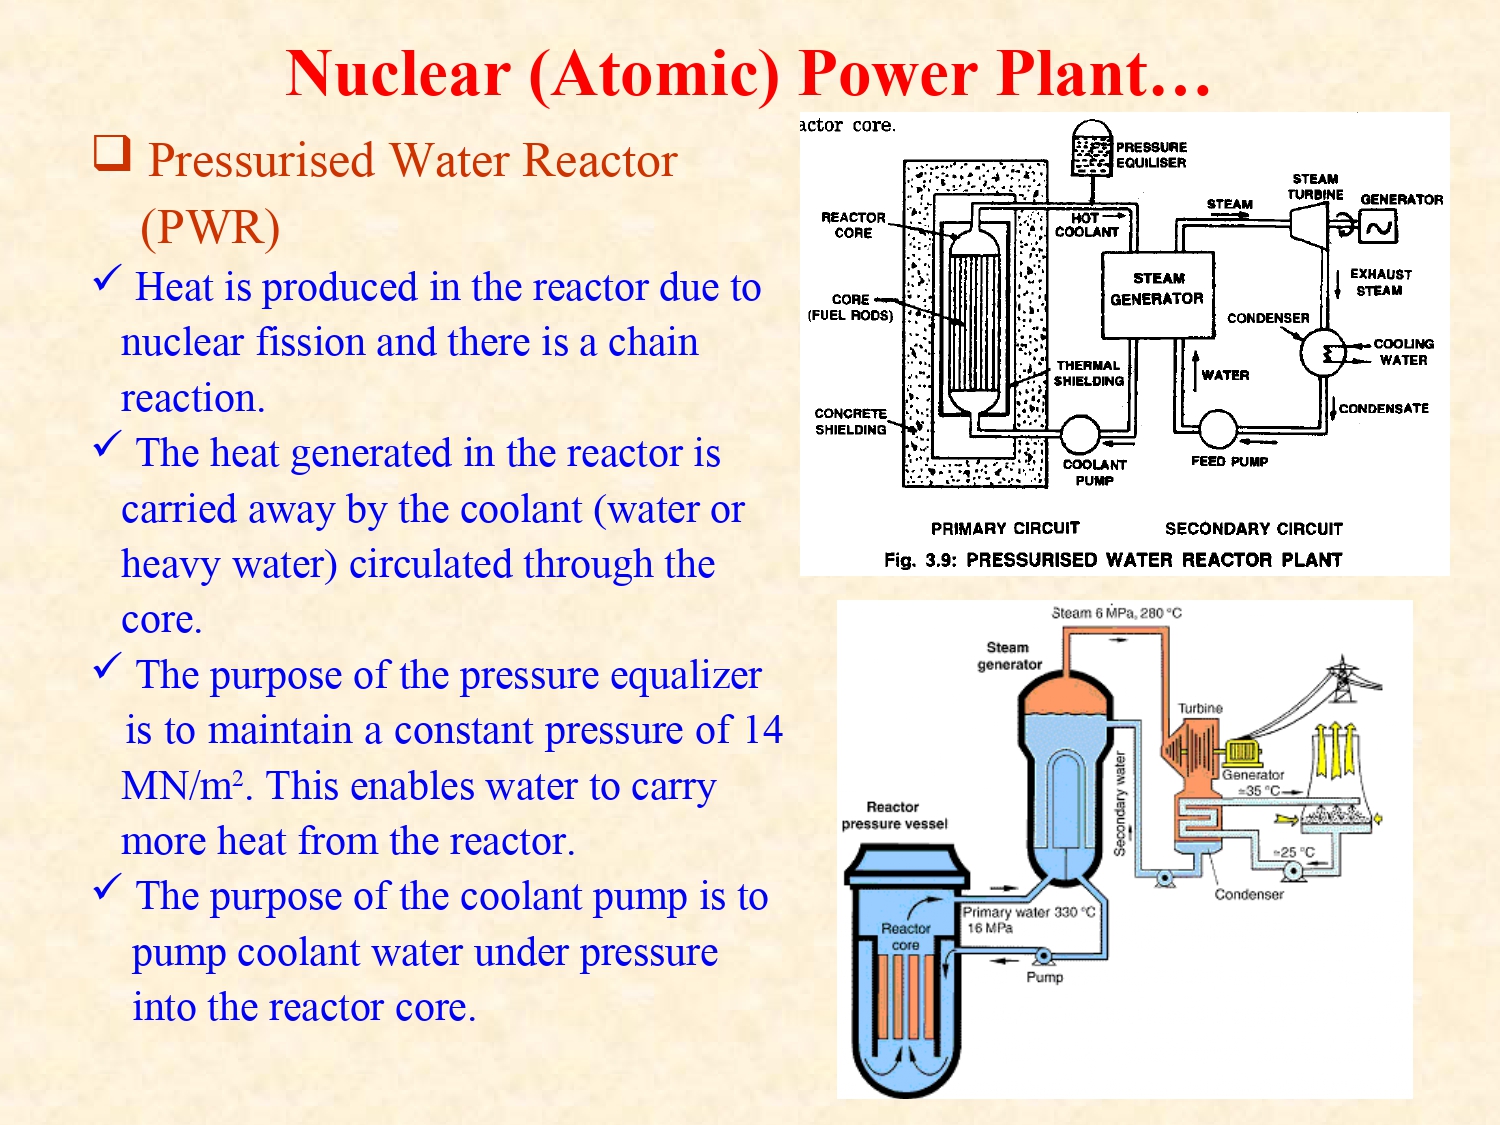 Nuclear (Atomic) Power Plant…
Pressurised Water Reactor
(PWR)
Heat is produced in the reactor due to
nuclear fission and there is a chain
reaction.
The heat generated in the reactor is
carried away by the coolant (water or
heavy water) circulated through the
core.
The purpose of the pressure equalizer
is to maintain a constant pressure of 14
MN/m². This enables water to carry
more heat from the reactor.
The purpose of the coolant pump is to
pump coolant water under pressure
into the reactor core.
actor core.
PRESSURE
EQUILISER
REACTOR
CORE
HOT
COOLANT
STEAM
STEAM
TURBINE
GENERATOR
STEAM
GENERATOR
EXHAUST
STEAM
CORE
(FUEL RODS)
CONDENSER
COOLING
WATER
THERMAL
SHIELDING
WATER
CONCRETE
SHIELDING
CONDENSATE
COOLANT
PUMP
FEED PUMP
PRIMARY CIRCUIT
SECONDARY CIRCUIT
Fig. 3.9: PRESSURISED WATER REACTOR PLANT
Steam 6 MPa, 280 °C
Steam
generator
Turbine
Generator
≃35 °C
Secondary water
Reactor
pressure vessel
≃25 °C
Condenser
Primary water 330 °C
16 MPa
Reactor
core
Pump